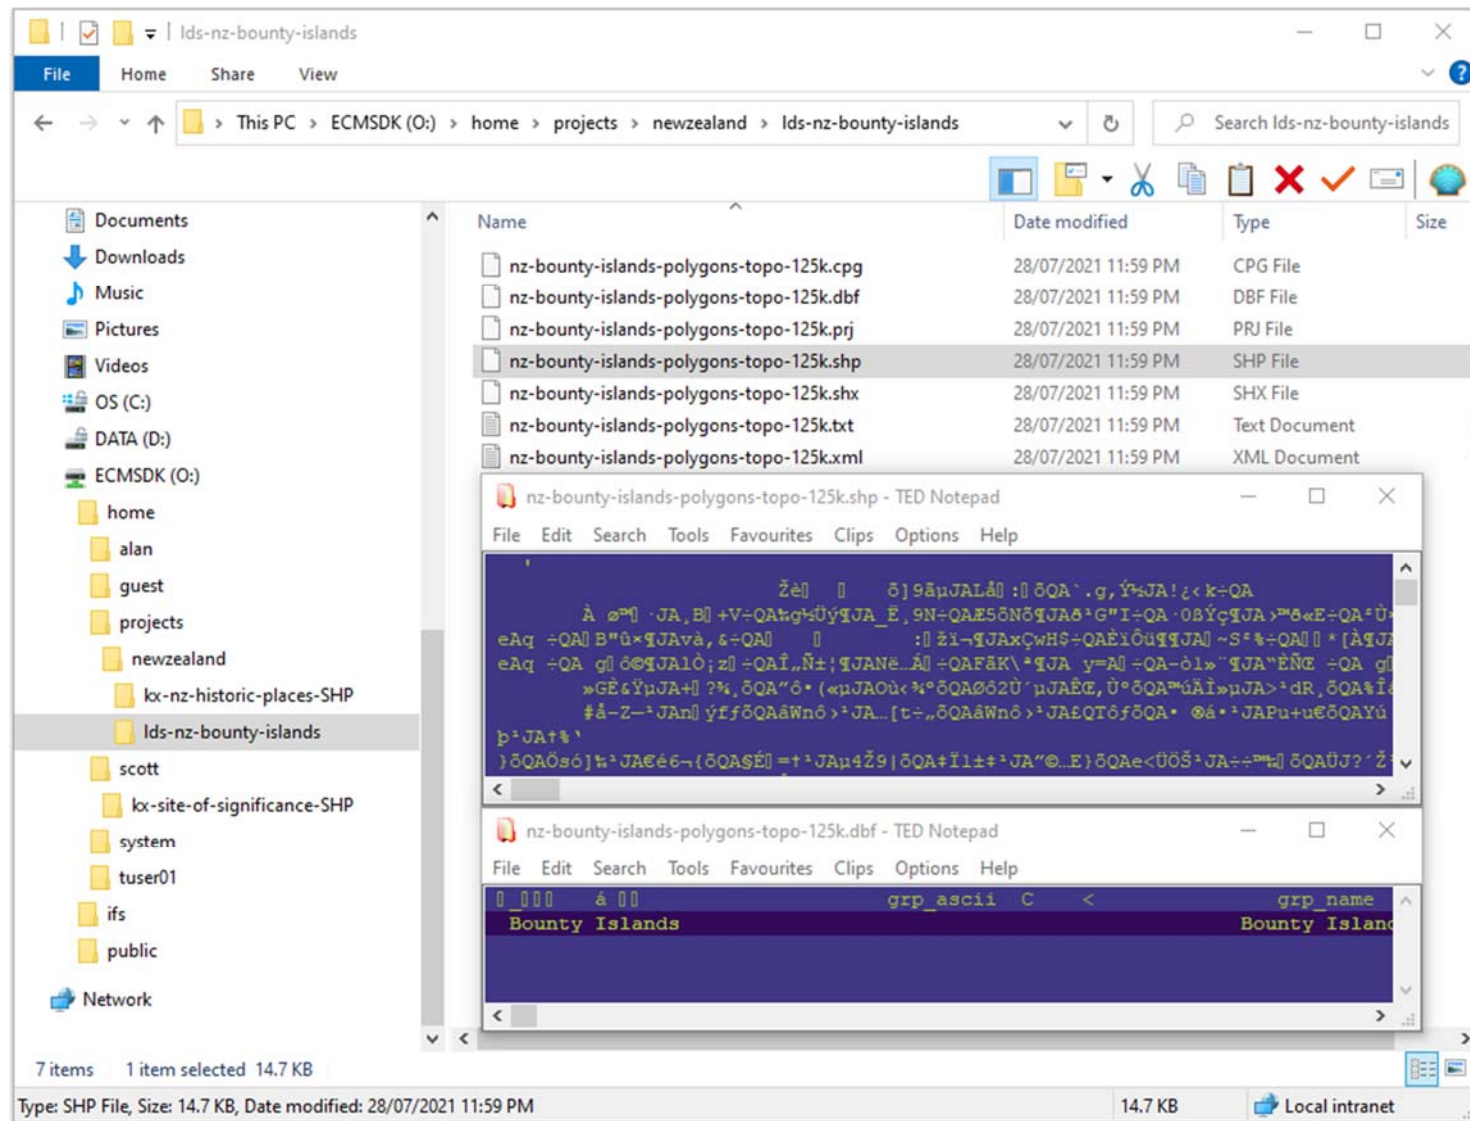 lds-nz-bounty-islands
File Home Share View
This PC > ECMSDK (O:) > home > projects > newzealand > lds-nz-bounty-islands
Search lds-nz-bounty-islands
Documents
Downloads
Music
Pictures
Videos
OS (C:)
DATA (D:)
ECMSDK (O:)
home
alan
guest
projects
newzealand
kx-nz-historic-places-SHP
lds-nz-bounty-islands
scott
kx-site-of-significance-SHP
system
tuser01
ifs
public
Network
Name Date modified Type Size
nz-bounty-islands-polygons-topo-125k.cpg 28/07/2021 11:59 PM CPG File
nz-bounty-islands-polygons-topo-125k.dbf 28/07/2021 11:59 PM DBF File
nz-bounty-islands-polygons-topo-125k.prj 28/07/2021 11:59 PM PRJ File
nz-bounty-islands-polygons-topo-125k.shp 28/07/2021 11:59 PM SHP File
nz-bounty-islands-polygons-topo-125k.shx 28/07/2021 11:59 PM SHX File
nz-bounty-islands-polygons-topo-125k.txt 28/07/2021 11:59 PM Text Document
nz-bounty-islands-polygons-topo-125k.xml 28/07/2021 11:59 PM XML Document
nz-bounty-islands-polygons-topo-125k.shp - TED Notepad
File Edit Search Tools Favourites Clips Options Help
nz-bounty-islands-polygons-topo-125k.dbf - TED Notepad
File Edit Search Tools Favourites Clips Options Help
grp_ascii C < grp_name
Bounty Islands Bounty Islan
7 items 1 item selected 14.7 KB
Type: SHP File, Size: 14.7 KB, Date modified: 28/07/2021 11:59 PM 14.7 KB Local intranet